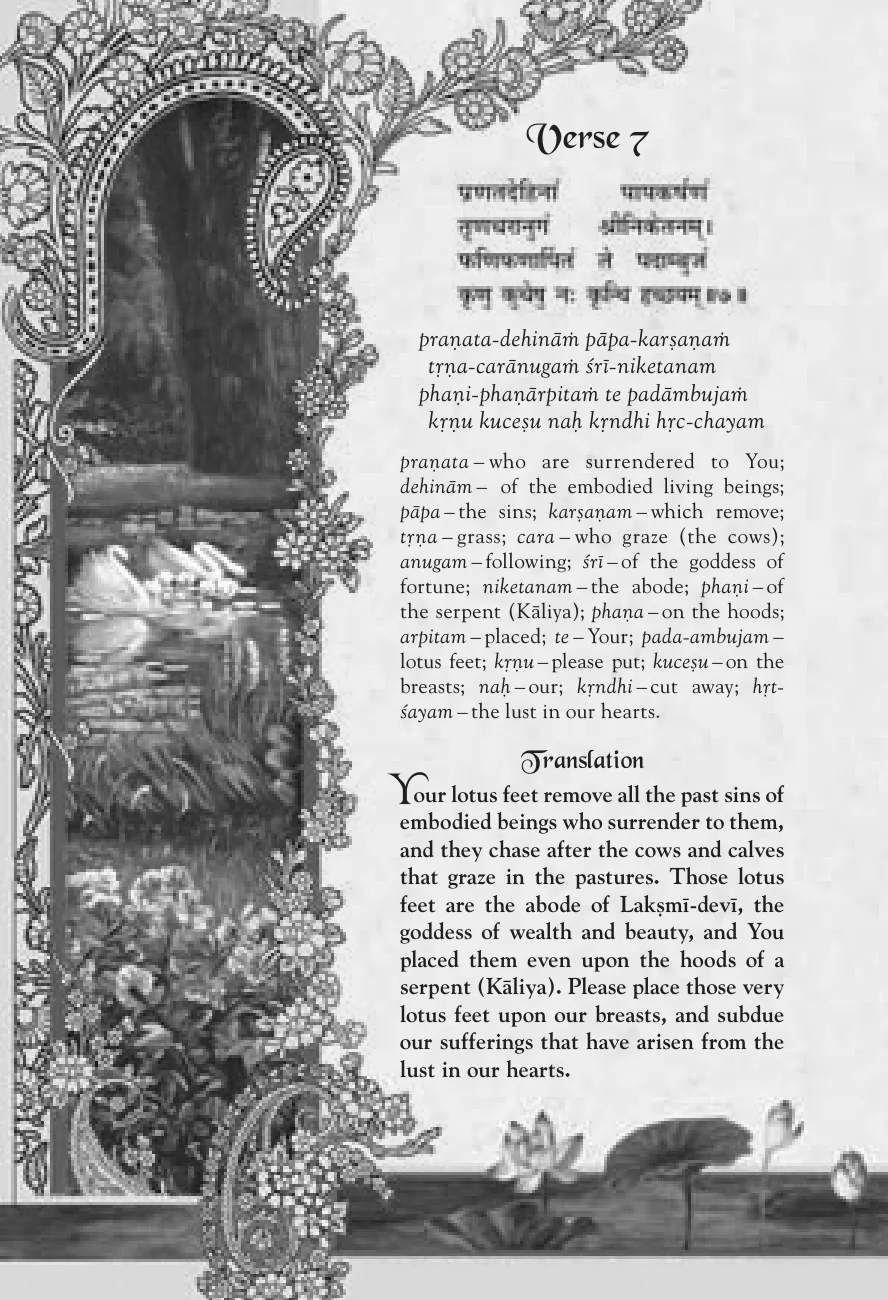 Verse 7
प्रणतदेहिनां पापकर्षणं
तृणचरानुगं श्रीनिकेतनम्।
फणिफणार्पितं ते पदाम्बुजं
कृणु कुचेषु नः कृन्धि हृच्छयम्॥७॥
praṇata-dehināṁ pāpa-karṣaṇaṁ
tṛṇa-carānugaṁ śrī-niketanam
phaṇi-phaṇārpitaṁ te padāmbujaṁ
kṛṇu kuceṣu naḥ kṛndhi hṛc-chayam
praṇata – who are surrendered to You;
dehinām – of the embodied living beings;
pāpa – the sins; karṣaṇam – which remove;
tṛṇa – grass; cara – who graze (the cows);
anugam – following; śrī – of the goddess of
fortune; niketanam – the abode; phaṇi – of
the serpent (Kāliya); phaṇa – on the hoods;
arpitam – placed; te – Your; pada-ambujam –
lotus feet; kṛṇu – please put; kuceṣu – on the
breasts; naḥ – our; kṛndhi – cut away; hṛt-
śayam – the lust in our hearts.
Translation
Your lotus feet remove all the past sins of
embodied beings who surrender to them,
and they chase after the cows and calves
that graze in the pastures. Those lotus
feet are the abode of Lakṣmī-devī, the
goddess of wealth and beauty, and You
placed them even upon the hoods of a
serpent (Kāliya). Please place those very
lotus feet upon our breasts, and subdue
our sufferings that have arisen from the
lust in our hearts.